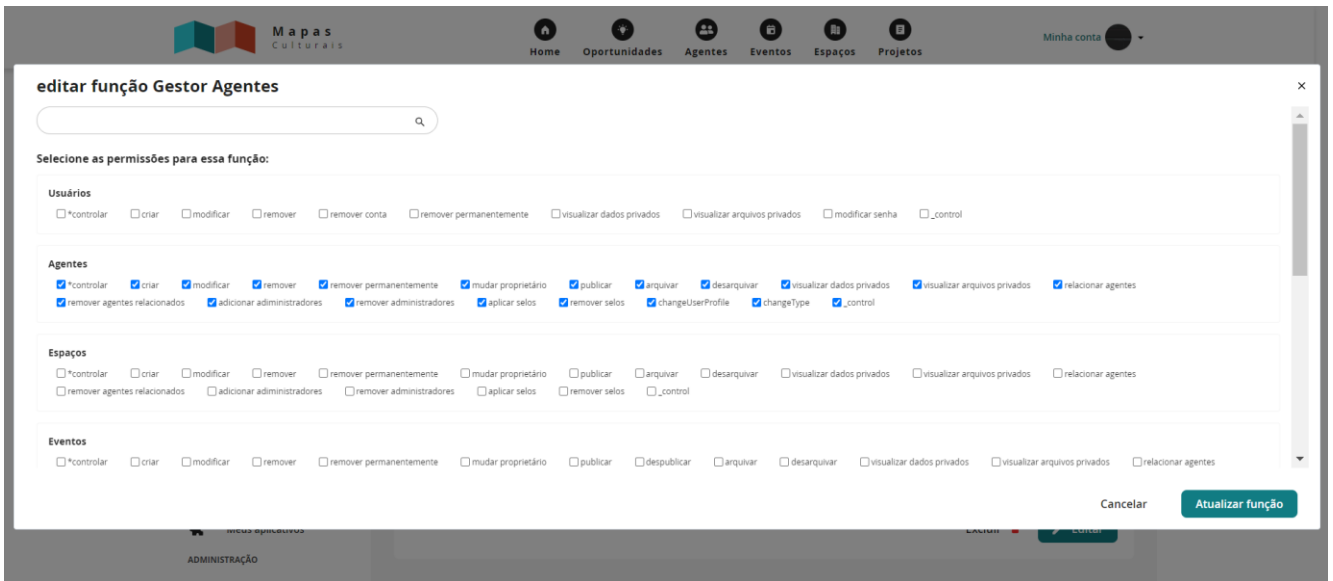 Mapas
Culturais
Home Oportunidades Agentes Eventos Espaços Projetos
Minha conta
editar função Gestor Agentes
×
Selecione as permissões para essa função:
Usuários
*controlar criar modificar remover remover conta remover permanentemente visualizar dados privados visualizar arquivos privados modificar senha _control
Agentes
*controlar criar modificar remover remover permanentemente mudar proprietário publicar arquivar desarquivar visualizar dados privados visualizar arquivos privados relacionar agentes
remover agentes relacionados adicionar administradores remover administradores aplicar selos remover selos changeUserProfile changeType _control
Espaços
*controlar criar modificar remover remover permanentemente mudar proprietário publicar arquivar desarquivar visualizar dados privados visualizar arquivos privados relacionar agentes
remover agentes relacionados adicionar administradores remover administradores aplicar selos remover selos _control
Eventos
*controlar criar modificar remover remover permanentemente mudar proprietário publicar despublicar arquivar desarquivar visualizar dados privados visualizar arquivos privados relacionar agentes
Cancelar Atualizar função
Meus aplicativos Excluir Editar
ADMINISTRAÇÃO